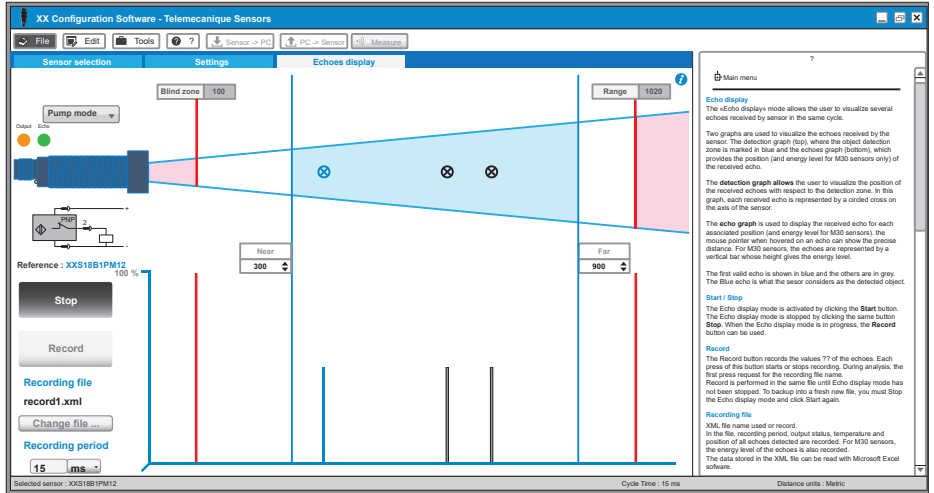 XX Configuration Software - Telemecanique Sensors
File
Edit
Tools
?
Sensor -> PC
PC -> Sensor
Measure
Sensor selection
Settings
Echoes display
Blind zone 100
Range 1020
Pump mode
Output Echo
PNP
2
+
-
Near
300
Far
900
Reference : XXS18B1PM12
100 %
Stop
Record
Recording file
record1.xml
Change file ...
Recording period
15 ms
?
Main menu
Echo display
The «Echo display» mode allows the user to visualize several
echoes received by sensor in the same cycle.
Two graphs are used to visualize the echoes received by the
sensor. The detection graph (top), where the object detection
zone is marked in blue and the echoes graph (bottom), which
provides the position (and energy level for M30 sensors only) of
the received echo.
The detection graph allows the user to visualize the position of
the received echoes with respect to the detection zone. In this
graph, each received echo is represented by a circled cross on
the axis of the sensor.
The echo graph is used to display the received echo for each
associated position (and energy level for M30 sensors). the
mouse pointer when hovered on an echo can show the precise
distance. For M30 sensors, the echoes are represented by a
vertical bar whose height gives the energy level.
The first valid echo is shown in blue and the others are in grey.
The Blue echo is what the sesor considers as the detected object.
Start / Stop
The Echo display mode is activated by clicking the Start button.
The Echo display mode is stopped by clicking the same button
Stop. When the Echo display mode is in progress, the Record
button can be used.
Record
The Record button records the values ?? of the echoes. Each
press of this button starts or stops recording. During analysis, the
first press request for the recording file name.
Record is performed in the same file until Echo display mode has
not been stopped. To backup into a fresh new file, you must Stop
the Echo display mode and click Start again.
Recording file
XML file name used or record.
In the file, recording period, output status, temperature and
position of all echoes detected are recorded. For M30 sensors,
the energy level of the echoes is also recorded.
The data stored in the XML file can be read with Microsoft Excel
sofware.
Selected sensor : XXS18B1PM12
Cycle Time : 15 ms
Distance units : Metric